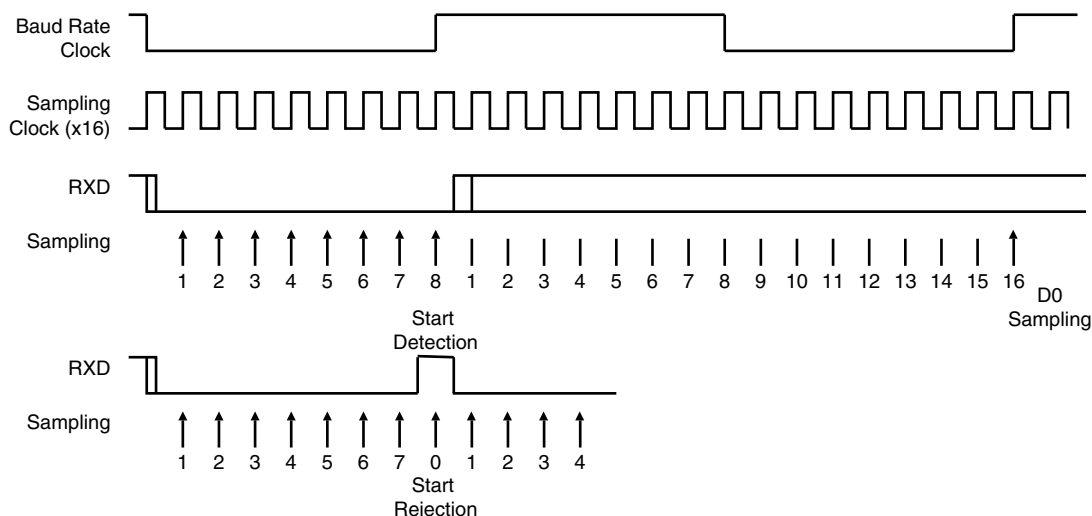 Baud Rate
Clock
Sampling
Clock (x16)
RXD
Sampling
1 2 3 4 5 6 7 8 1 2 3 4 5 6 7 8 9 10 11 12 13 14 15 16
D0
Sampling
Start
Detection
RXD
Sampling
1 2 3 4 5 6 7 0 1 2 3 4
Start
Rejection